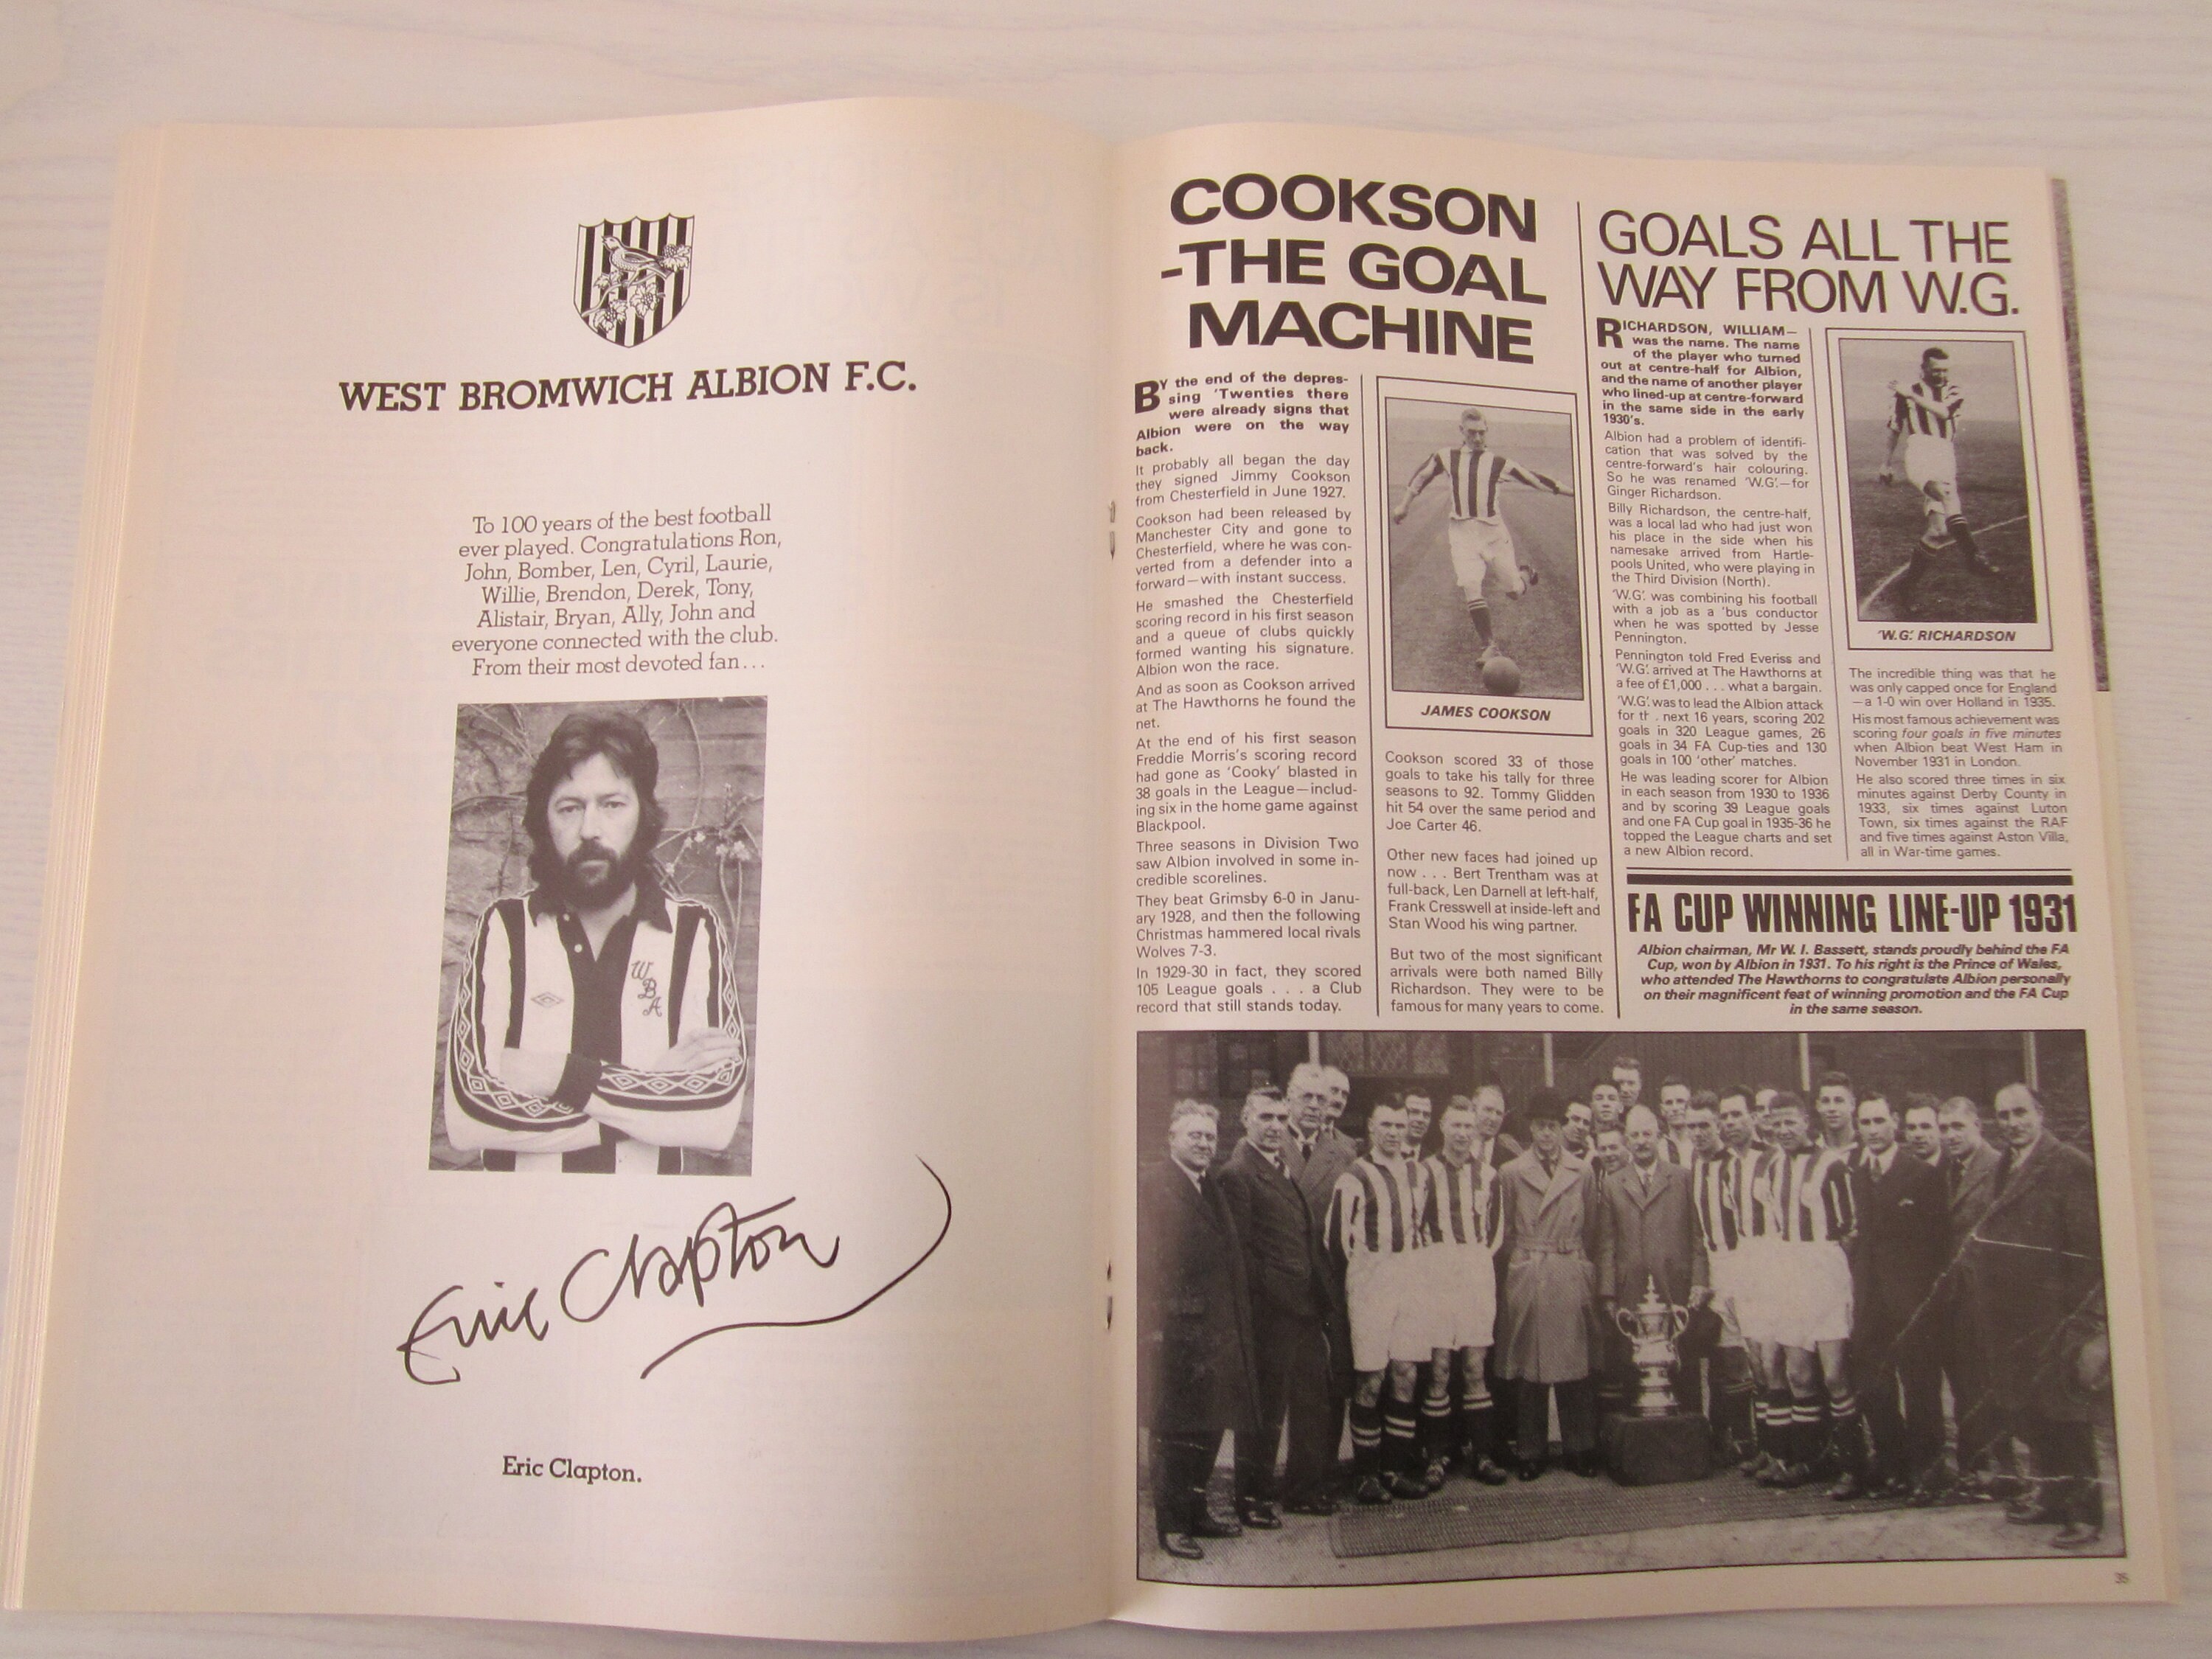 WEST BROMWICH ALBION F.C.
To 100 years of the best football
ever played. Congratulations Ron,
John, Bomber, Len, Cyril, Laurie,
Willie, Brendon, Derek, Tony,
Alistair, Bryan, Ally, John and
everyone connected with the club.
From their most devoted fan...
WBA
Eric Clapton
Eric Clapton.
COOKSON
-THE GOAL
MACHINE
BY the end of the depres-
sing 'Twenties there
were already signs that
Albion were on the way
back.
It probably all began the day
they signed Jimmy Cookson
from Chesterfield in June 1927.
Cookson had been released by
Manchester City and gone to
Chesterfield, where he was con-
verted from a defender into a
forward—with instant success.
He smashed the Chesterfield
scoring record in his first season
and a queue of clubs quickly
formed wanting his signature.
Albion won the race.
And as soon as Cookson arrived
at The Hawthorns he found the
net.
At the end of his first season
Freddie Morris's scoring record
had gone as 'Cooky' blasted in
38 goals in the League—includ-
ing six in the home game against
Blackpool.
Three seasons in Division Two
saw Albion involved in some in-
credible scorelines.
They beat Grimsby 6-0 in Janu-
ary 1928, and then the following
Christmas hammered local rivals
Wolves 7-3.
In 1929-30 in fact, they scored
105 League goals . . . a Club
record that still stands today.
JAMES COOKSON
Cookson scored 33 of those
goals to take his tally for three
seasons to 92. Tommy Glidden
hit 54 over the same period and
Joe Carter 46.
Other new faces had joined up
now . . . Bert Trentham was at
full-back, Len Darnell at left-half,
Frank Cresswell at inside-left and
Stan Wood his wing partner.
But two of the most significant
arrivals were both named Billy
Richardson. They were to be
famous for many years to come.
GOALS ALL THE
WAY FROM W.G.
RICHARDSON, WILLIAM—
was the name. The name
of the player who turned
out at centre-half for Albion,
and the name of another player
who lined-up at centre-forward
in the same side in the early
1930's.
Albion had a problem of identifi-
cation that was solved by the
centre-forward's hair colouring.
So he was renamed 'W.G.'—for
Ginger Richardson.
Billy Richardson, the centre-half,
was a local lad who had just won
his place in the side when his
namesake arrived from Hartle-
pools United, who were playing in
the Third Division (North).
'W.G.' was combining his football
with a job as a 'bus conductor
when he was spotted by Jesse
Pennington.
Pennington told Fred Everiss and
'W.G.' arrived at The Hawthorns at
a fee of £1,000 . . . what a bargain.
'W.G.' was to lead the Albion attack
for th . next 16 years, scoring 202
goals in 320 League games, 26
goals in 34 FA Cup-ties and 130
goals in 100 'other' matches.
He was leading scorer for Albion
in each season from 1930 to 1936
and by scoring 39 League goals
and one FA Cup goal in 1935-36 he
topped the League charts and set
a new Albion record.
'W.G.' RICHARDSON
The incredible thing was that he
was only capped once for England
—a 1-0 win over Holland in 1935.
His most famous achievement was
scoring four goals in five minutes
when Albion beat West Ham in
November 1931 in London.
He also scored three times in six
minutes against Derby County in
1933, six times against Luton
Town, six times against the RAF
and five times against Aston Villa,
all in War-time games.
FA CUP WINNING LINE-UP 1931
Albion chairman, Mr W. I. Bassett, stands proudly behind the FA
Cup, won by Albion in 1931. To his right is the Prince of Wales,
who attended The Hawthorns to congratulate Albion personally
on their magnificent feat of winning promotion and the FA Cup
in the same season.
35